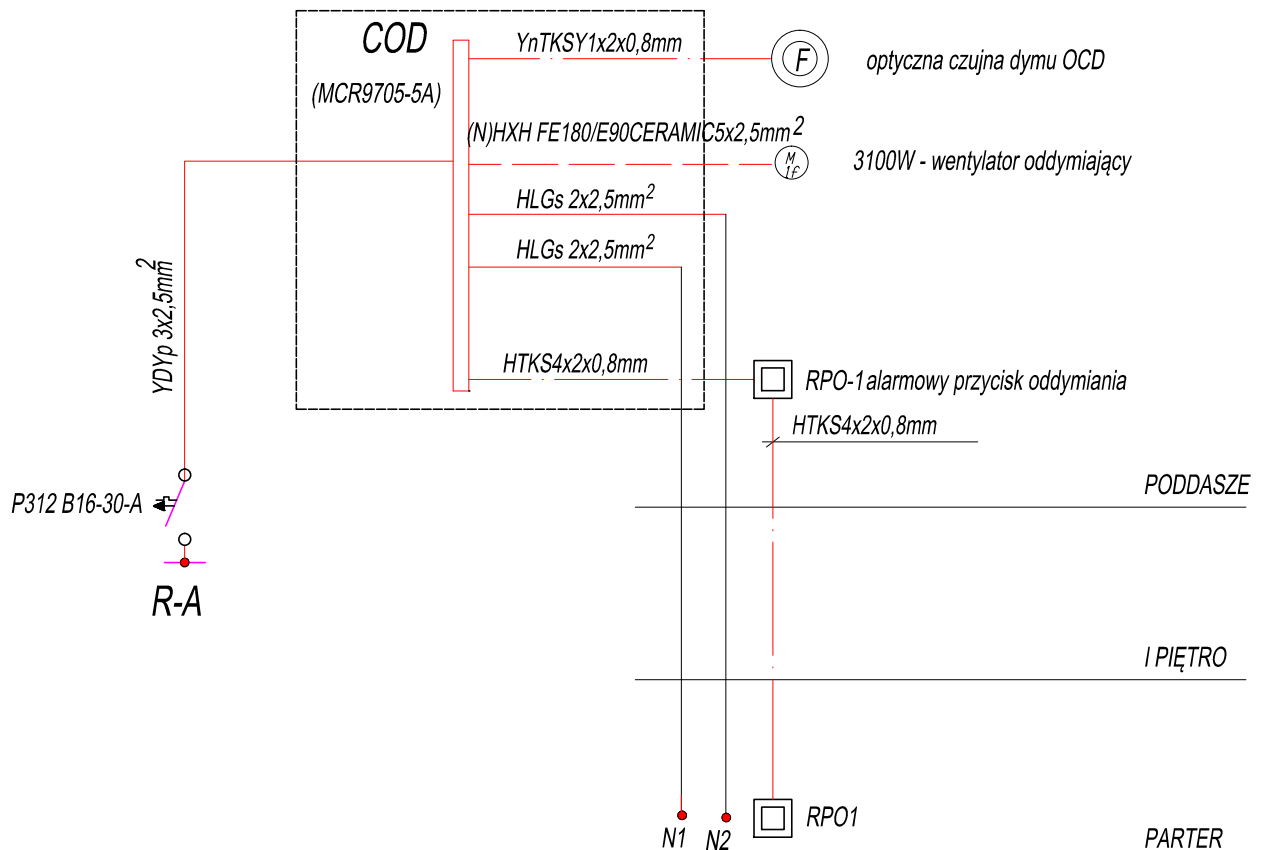 COD
(MCR9705-5A)
YnTKSY1x2x0,8mm
F
optyczna czujna dymu OCD
(N)HXH FE180/E90CERAMIC5x2,5mm²
M
1f
3100W - wentylator oddymiający
HLGs 2x2,5mm²
HLGs 2x2,5mm²
YDYp 3x2,5mm²
HTKS4x2x0,8mm
RPO-1alarmowy przycisk oddymiania
HTKS4x2x0,8mm
P312 B16-30-A
R-A
PODDASZE
I PIĘTRO
N1
N2
RPO1
PARTER